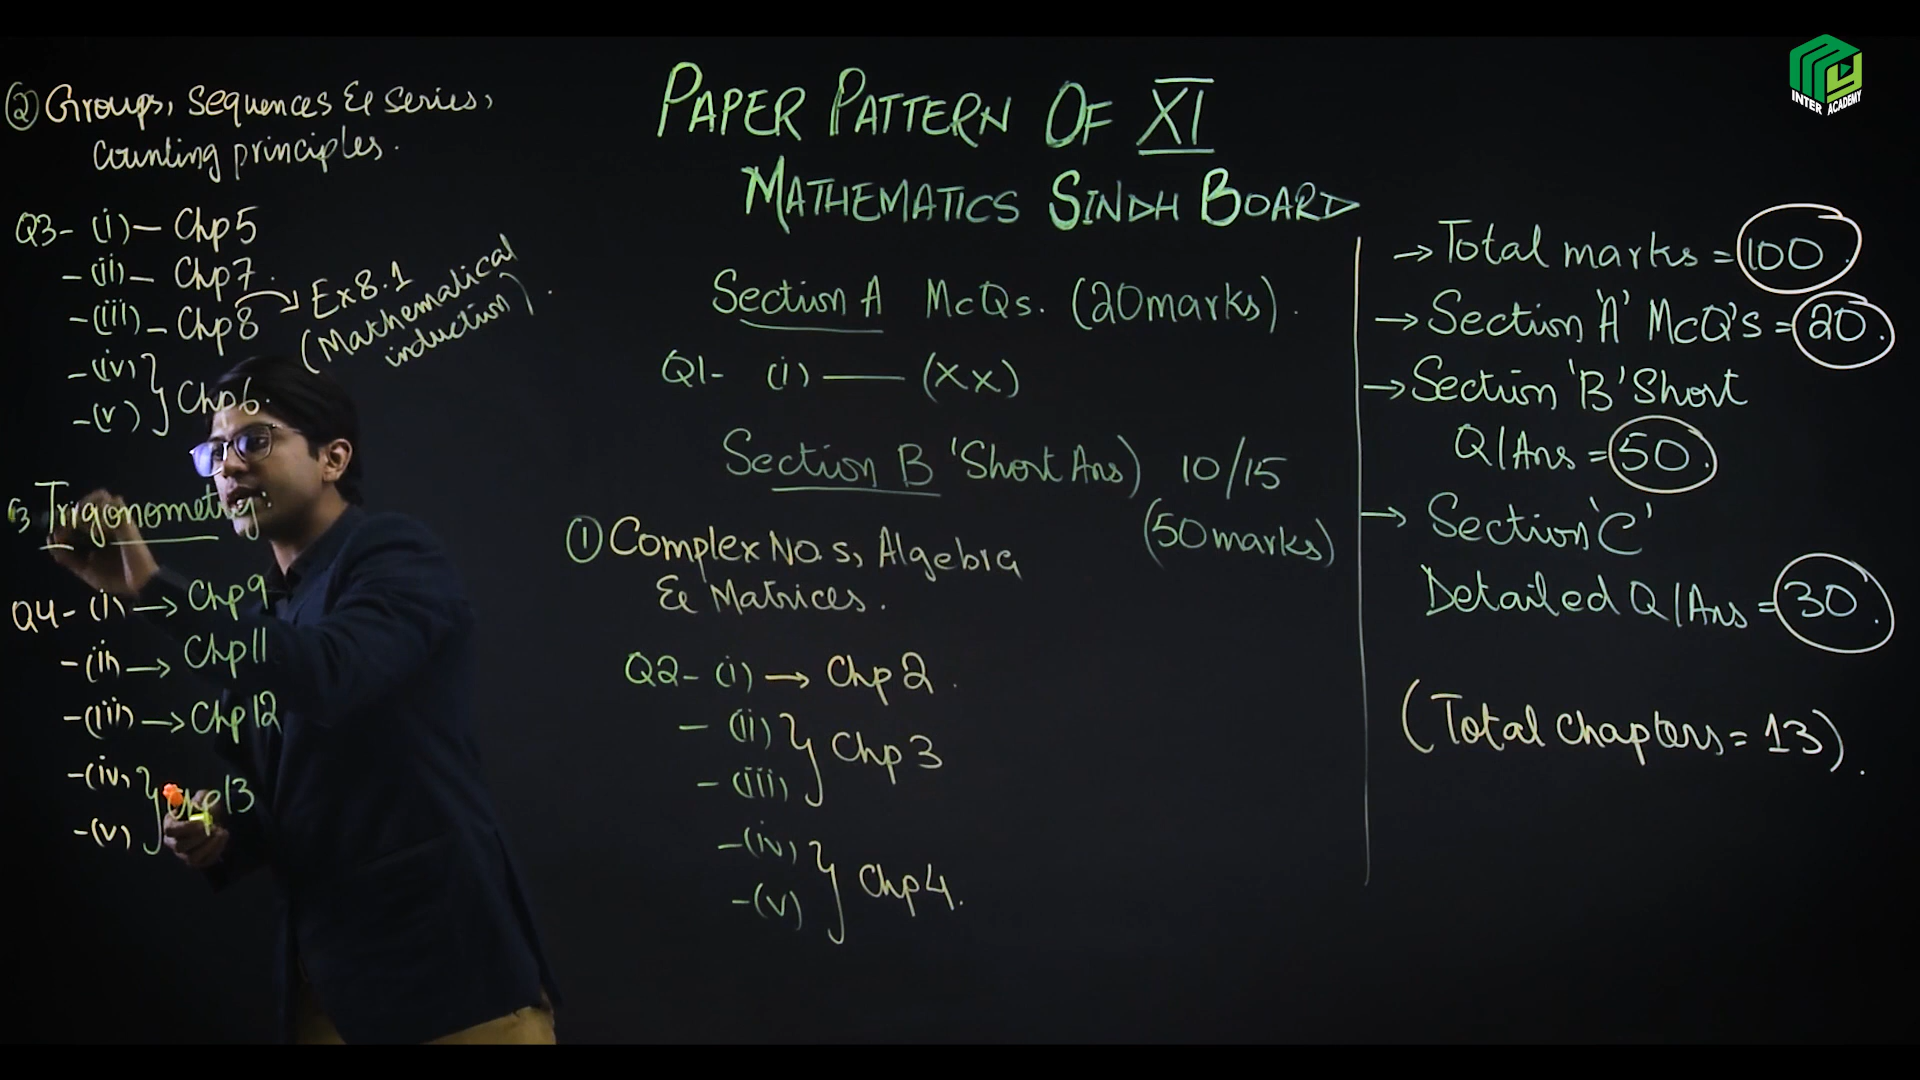 ② Groups, Sequences & Series,
Counting principles.
Q3- (i) — Chp 5
- (ii) — Chp 7.
- (iii) - Chp 8 → Ex 8.1
(Mathematical
induction).
- (iv)
- (v) } Chp 6.
3 Trigonometry.
Q4- (i) → Chp 9
- (ii) → Chp 11
- (iii) → Chp 12
- (iv)
- (v) } Chp 13
PAPER PATTERN OF XI
MATHEMATICS SINDH BOARD
Section A McQs. (20 marks).
Q1- (i) — (xx)
Section B 'Short Ans) 10/15
(50 marks)
① Complex No.s, Algebra
& Matrices.
Q2- (i) → Chp 2.
- (ii)
- (iii) } Chp 3
- (iv)
- (v) } Chp 4.
→ Total marks = 100.
→ Section 'A' McQ's = 20.
→ Section 'B' Short
Q/Ans = 50.
→ Section 'C'
Detailed Q/Ans = 30.
(Total chapters = 13).
INTER ACADEMY